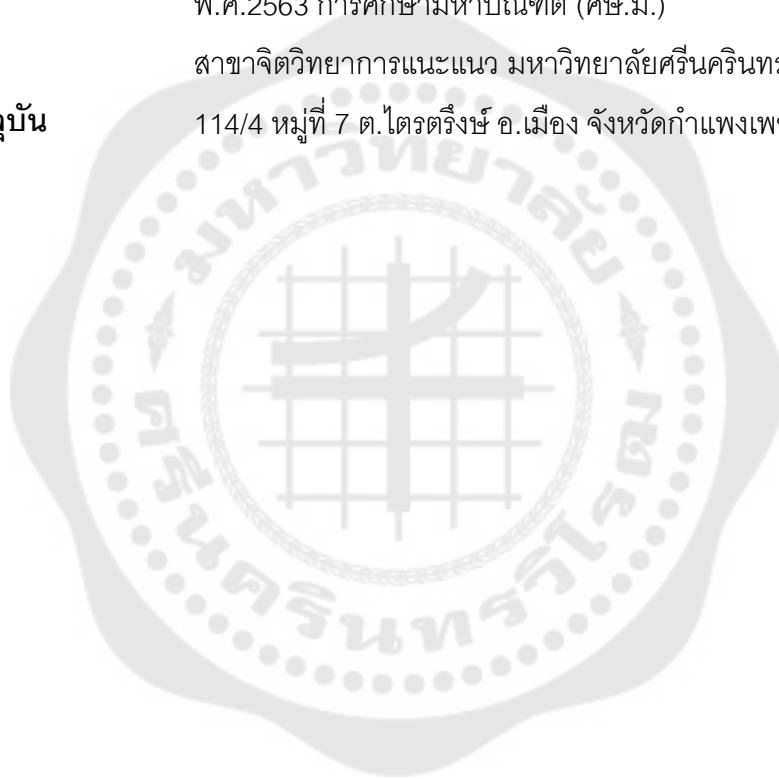 พ.ศ.2563 การศึกษามหาบัณฑิต (กศ.ม.)
สาขาจิตวิทยาการแนะแนว มหาวิทยาลัยศรีนครินทร
114/4 หมู่ที่ 7 ต.ไตรตรึงษ์ อ.เมือง จังหวัดกำแพงเพ
มหาวิทยาลัย
ศรีนครินทรวิโรฒ